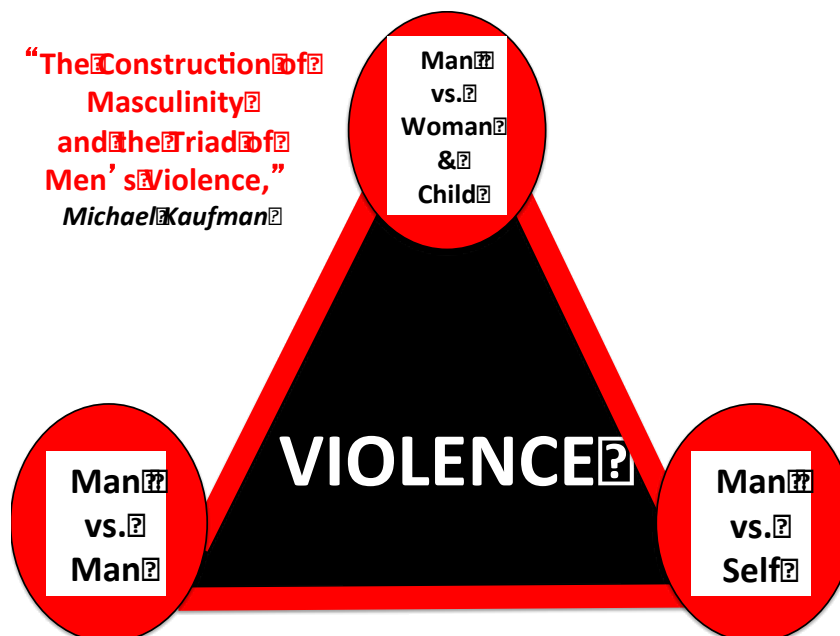 “The Construction of
Masculinity
and the Triad of
Men’s Violence,”
Michael Kaufman
Man
vs.
Woman
&
Child
VIOLENCE
Man
vs.
Man
Man
vs.
Self